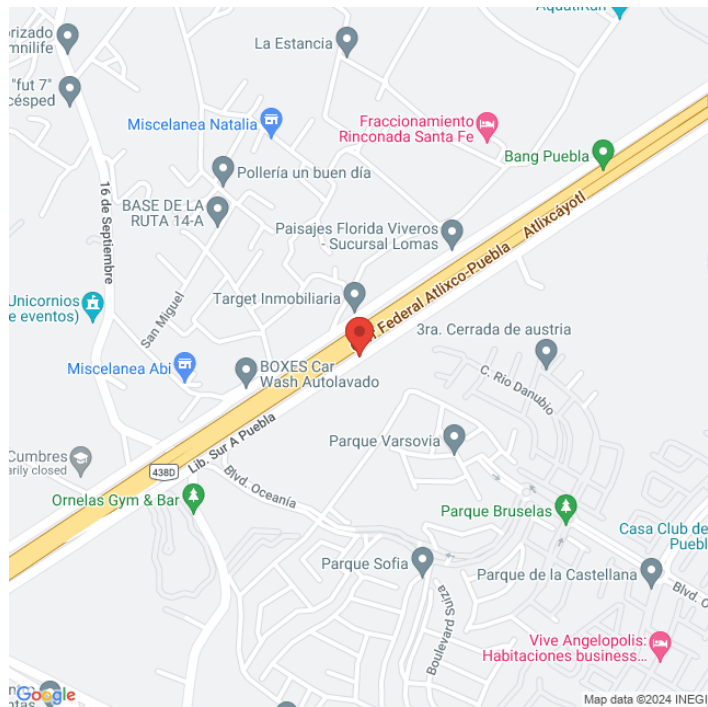 Aquatikan
orizado
mnilife
La Estancia
"fut 7"
césped
Miscelanea Natalia
Fraccionamiento
Rinconada Santa Fe
Bang Puebla
Pollería un buen día
16 de Septiembre
BASE DE LA
RUTA 14-A
Paisajes Florida Viveros
- Sucursal Lomas
Atlixcáyotl
Federal Atlixco-Puebla
Unicornios
e eventos)
San Miguel
Target Inmobiliaria
3ra. Cerrada de austria
Miscelanea Abi
BOXES Car
Wash Autolavado
C. Rio Danubio
Lib. Sur A Puebla
Parque Varsovia
Cumbres
arily closed
438D
Blvd. Oceanía
Ornelas Gym & Bar
Parque Bruselas
Casa Club de
Puebl
Parque Sofia
Parque de la Castellana
Blvd. O
Boulevard Suiza
Vive Angelopolis:
Habitaciones business...
Google
Map data ©2024 INEGI